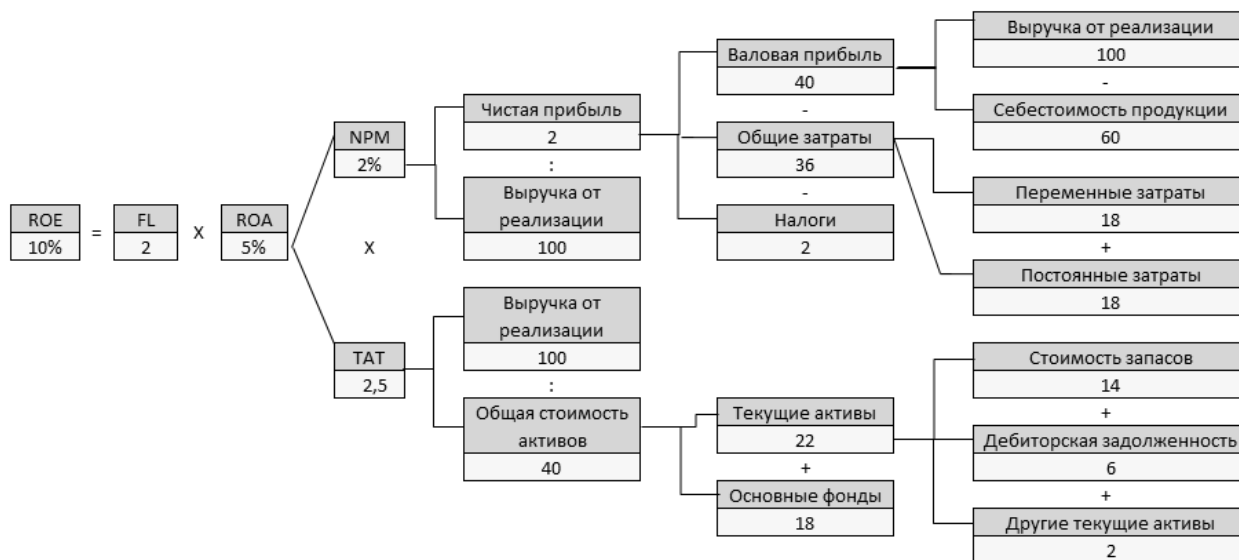 Выручка от реализации
100
-
Себестоимость продукции
60
Валовая прибыль
40
-
Общие затраты
36
-
Налоги
2
Переменные затраты
18
+
Постоянные затраты
18
Чистая прибыль
2
:
Выручка от
реализации
100
NPM
2%
X
ROE
10%
=
FL
2
X
ROA
5%
TAT
2,5
Выручка от
реализации
100
:
Общая стоимость
активов
40
Текущие активы
22
+
Основные фонды
18
Стоимость запасов
14
+
Дебиторская задолженность
6
+
Другие текущие активы
2